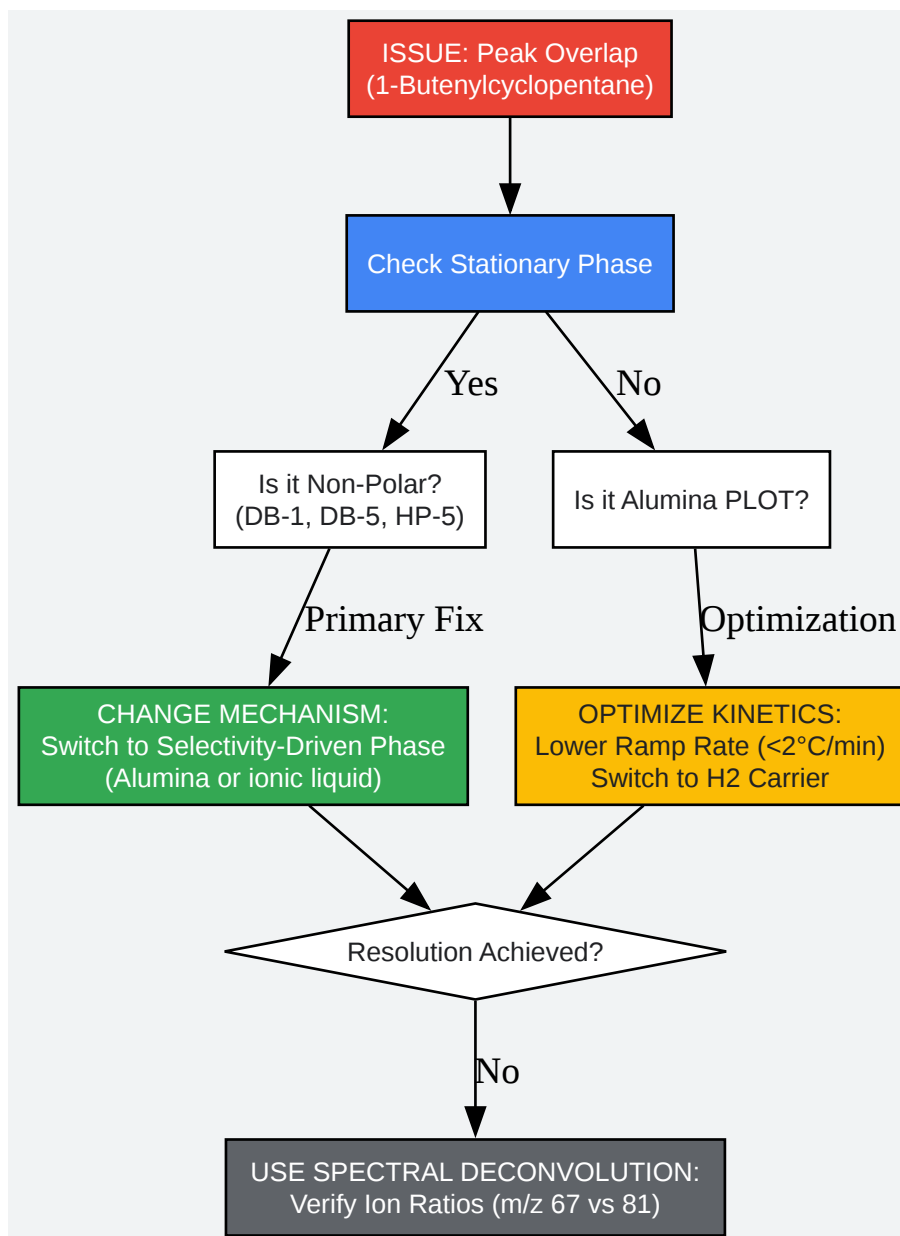 ISSUE: Peak Overlap
(1-Butenylcyclopentane)
Check Stationary Phase
Yes
No
Is it Non-Polar?
(DB-1, DB-5, HP-5)
Is it Alumina PLOT?
Primary Fix
Optimization
CHANGE MECHANISM:
Switch to Selectivity-Driven Phase
(Alumina or ionic liquid)
OPTIMIZE KINETICS:
Lower Ramp Rate (<2°C/min)
Switch to H2 Carrier
Resolution Achieved?
No
USE SPECTRAL DECONVOLUTION:
Verify Ion Ratios (m/z 67 vs 81)